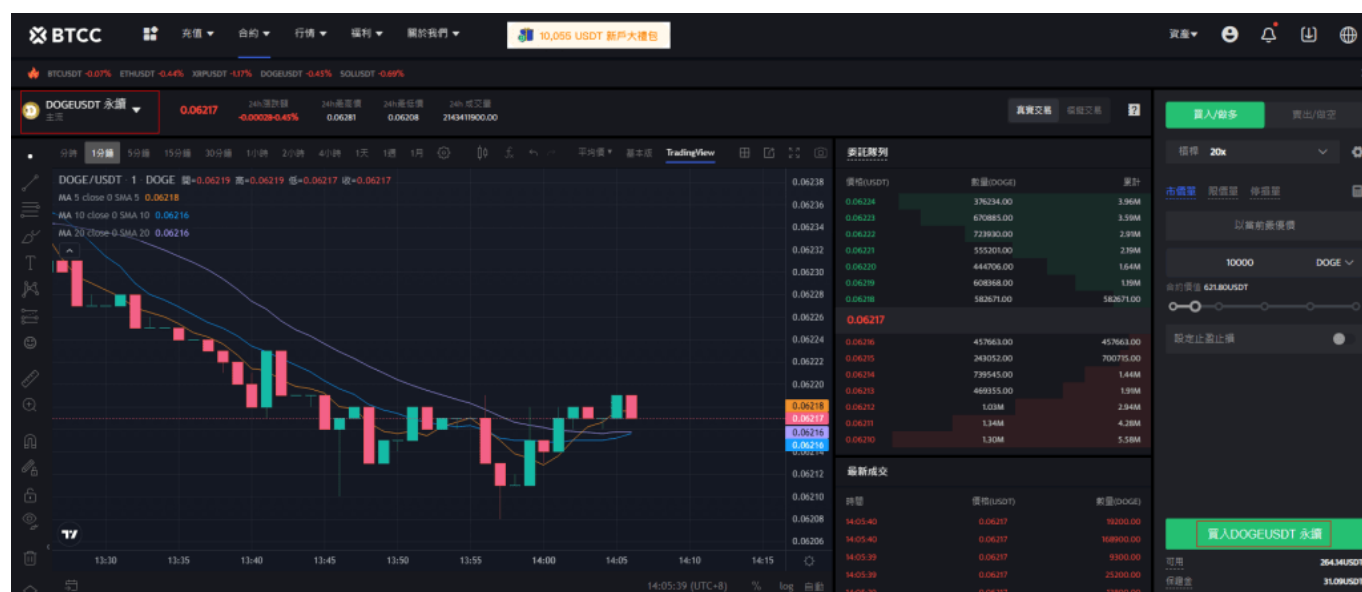 BTCC 充值 合約 行情 福利 關於我們 10,055 USDT 新戶大禮包 資產
BTCUSDT -0.07% ETHUSDT -0.44% XRPUSDT -1.17% DOGEUSDT -0.45% SOLUSDT -0.69%
DOGEUSDT 永續
主流
0.06217
24h漲跌額 24h最高價 24h最低價 24h 成交量
-0.00028-0.45% 0.06281 0.06208 2143411900.00
真實交易 模擬交易 ?
分時 1分鐘 5分鐘 15分鐘 30分鐘 1小時 2小時 4小時 1天 1週 1月 平均價 基本版 TradingView
DOGE/USDT · 1 · DOGE 開=0.06219 高=0.06219 低=0.06217 收=0.06217
MA 5 close 0 SMA 5 0.06218
MA 10 close 0 SMA 10 0.06216
MA 20 close 0 SMA 20 0.06216
0.06238
0.06236
0.06234
0.06232
0.06230
0.06228
0.06226
0.06224
0.06222
0.06220
0.06218
0.06217
0.06216
0.06216
0.06214
0.06212
0.06210
0.06208
0.06206
13:30 13:35 13:40 13:45 13:50 13:55 14:00 14:05 14:10 14:15
14:05:39 (UTC+8) % log 自動
委託隊列
價格(USDT) 數量(DOGE) 累計
0.06224 376234.00 3.96M
0.06223 670885.00 3.59M
0.06222 723930.00 2.91M
0.06221 555201.00 2.19M
0.06220 444706.00 1.64M
0.06219 608368.00 1.19M
0.06218 582671.00 582671.00
0.06217
0.06216 457663.00 457663.00
0.06215 243052.00 700715.00
0.06214 739545.00 1.44M
0.06213 469355.00 1.91M
0.06212 1.03M 2.94M
0.06211 1.34M 4.28M
0.06210 1.30M 5.58M
最新成交
時間 價格(USDT) 數量(DOGE)
14:05:40 0.06217 19200.00
14:05:40 0.06217 168900.00
14:05:39 0.06217 9300.00
14:05:39 0.06217 25200.00
買入/做多 賣出/做空
槓桿 20x
市價單 限價單 停損單
以當前最優價
10000 DOGE
合約價值 621.80USDT
設定止盈止損
買入DOGEUSDT 永續
可用 264.14USDT
保證金 31.09USDT